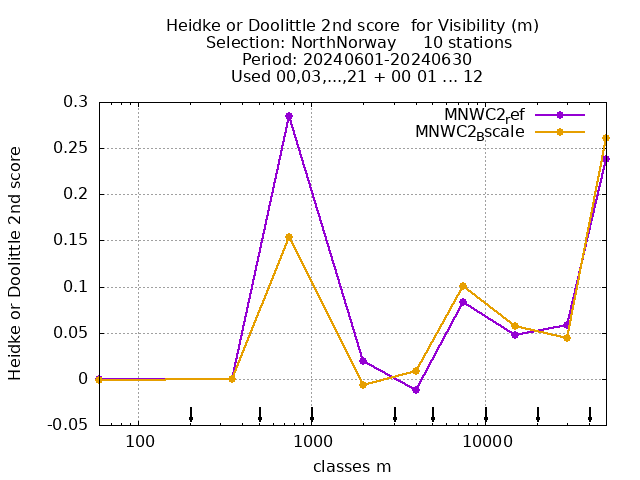 Heidke or Doolittle 2nd score  for Visibility (m)
Selection: NorthNorway     10 stations
Period: 20240601-20240630
Used 00,03,...,21 + 00 01 ... 12
MNWC2ref
MNWC2Bscale
Heidke or Doolittle 2nd score
0.3
0.25
0.2
0.15
0.1
0.05
0
-0.05
100 1000 10000
classes m